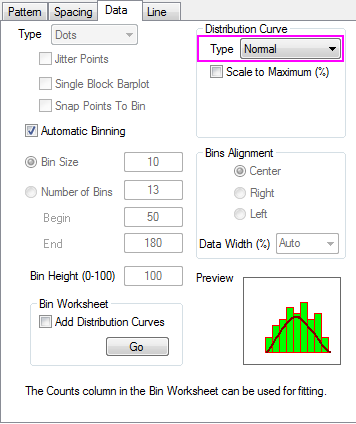 Pattern Spacing Data Line
Type Dots
Jitter Points
Single Block Barplot
Snap Points To Bin
Automatic Binning
Bin Size 10
Number of Bins 13
Begin 50
End 180
Bin Height (0-100) 100
Bin Worksheet
Add Distribution Curves
Go
Distribution Curve
Type Normal
Scale to Maximum (%)
Bins Alignment
Center
Right
Left
Data Width (%) Auto
Preview
The Counts column in the Bin Worksheet can be used for fitting.